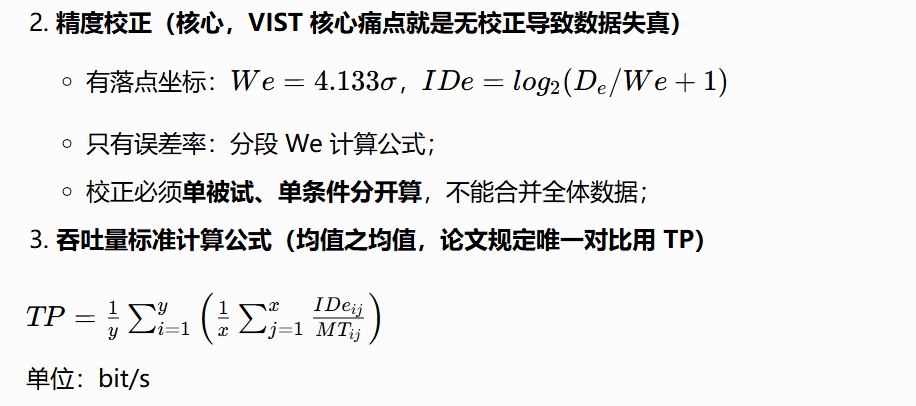 2. 精度校正（核心，VIST 核心痛点就是无校正导致数据失真）
○ 有落点坐标：We = 4.133σ，IDe = log₂(Dₑ/We + 1)
○ 只有误差率：分段 We 计算公式；
○ 校正必须单被试、单条件分开算，不能合并全体数据；
3. 吞吐量标准计算公式（均值之均值，论文规定唯一对比用 TP）
TP = \frac{1}{y} \sum_{i=1}^{y} \left( \frac{1}{x} \sum_{j=1}^{x} \frac{IDe_{ij}}{MT_{ij}} \right)
单位：bit/s